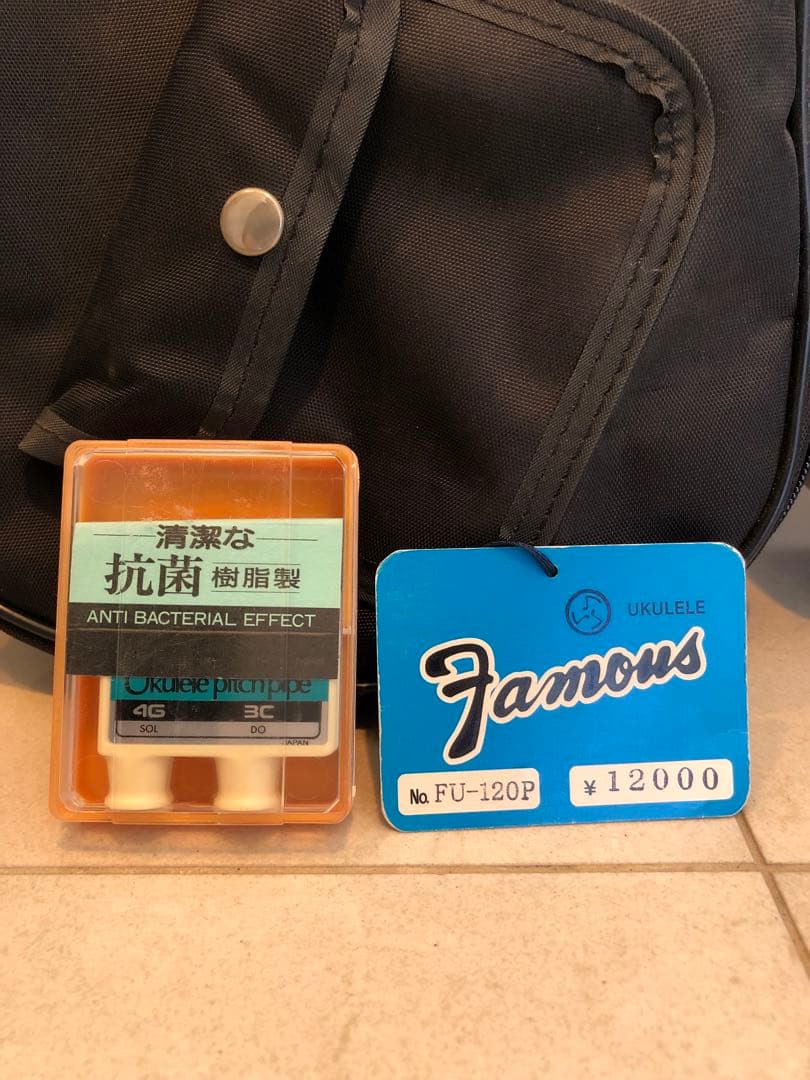 清潔な
抗菌 樹脂製
ANTI BACTERIAL EFFECT
Ukulele pitch pipe
4G 3C
SOL DO
JAPAN
UKULELE
Famous
No. FU-120P
¥ 12000